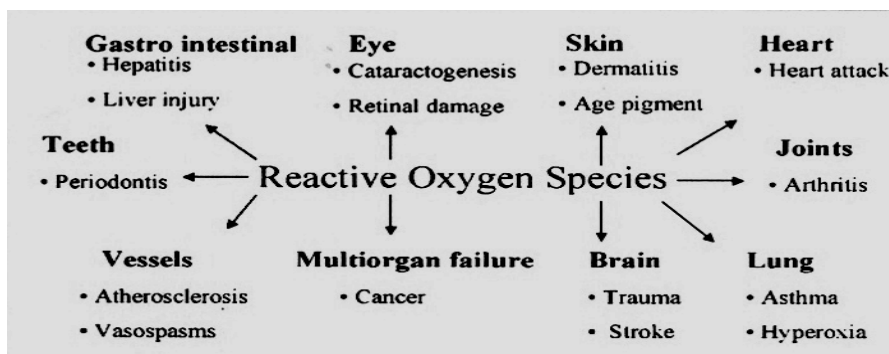 Gastro intestinal
• Hepatitis
• Liver injury
Eye
• Cataractogenesis
• Retinal damage
Skin
• Dermatitis
• Age pigment
Heart
• Heart attack
Teeth
• Periodontis
Reactive Oxygen Species
Joints
• Arthritis
Vessels
• Atherosclerosis
• Vasospasms
Multiorgan failure
• Cancer
Brain
• Trauma
• Stroke
Lung
• Asthma
• Hyperoxia